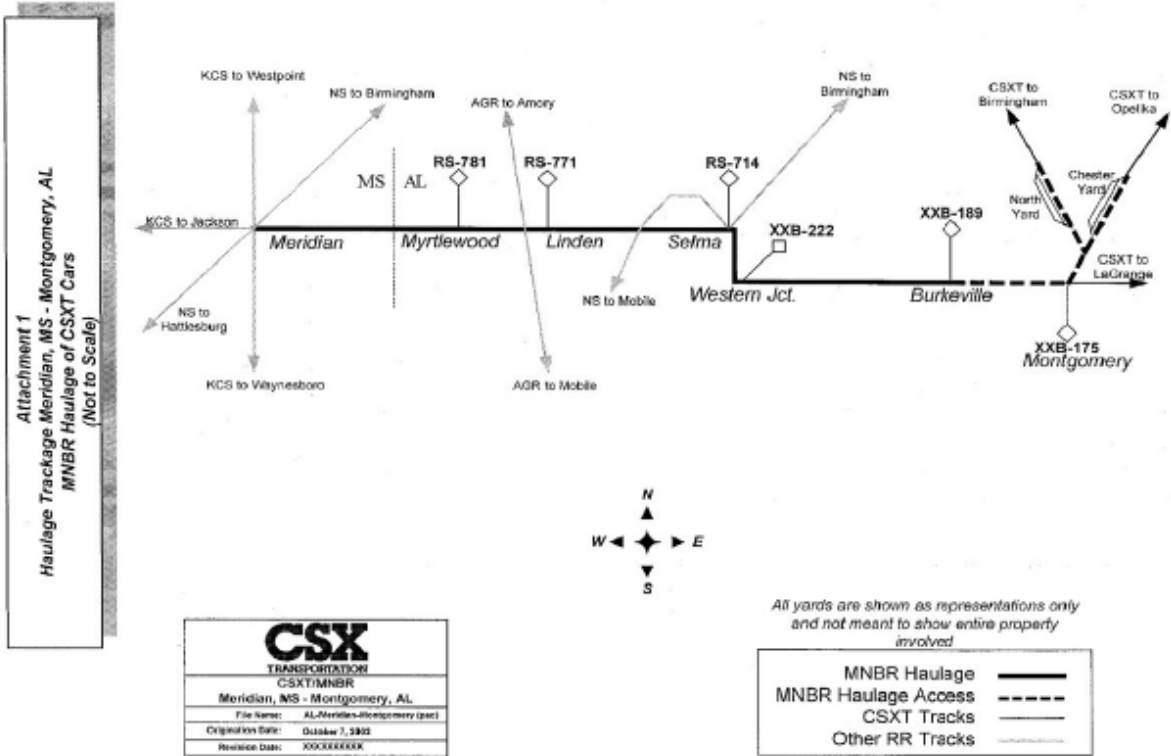 Attachment 1
Haulage Trackage Meridian, MS - Montgomery, AL
MNBR Haulage of CSXT Cars
(Not to Scale)
KCS to Westpoint
NS to Birmingham
AGR to Amory
NS to
Birmingham
CSXT to
Birmingham
CSXT to
Opelika
MS
AL
RS-781
RS-771
RS-714
North
Yard
Chester
Yard
XXB-189
KCS to Jackson
Meridian
Myrtlewood
Linden
Selma
XXB-222
CSXT to
LaGrange
NS to
Hattiesburg
NS to Mobile
Western Jct.
Burkeville
XXB-175
Montgomery
KCS to Waynesboro
AGR to Mobile
N
W
E
S
All yards are shown as representations only
and not meant to show entire property
involved
CSX
TRANSPORTATION
CSXT/MNBR
Meridian, MS - Montgomery, AL
File Name: AL-Meridian-Montgomery (pac)
Origination Date: October 7, 2003
Revision Date: XXXXXXXXX
MNBR Haulage
MNBR Haulage Access
CSXT Tracks
Other RR Tracks